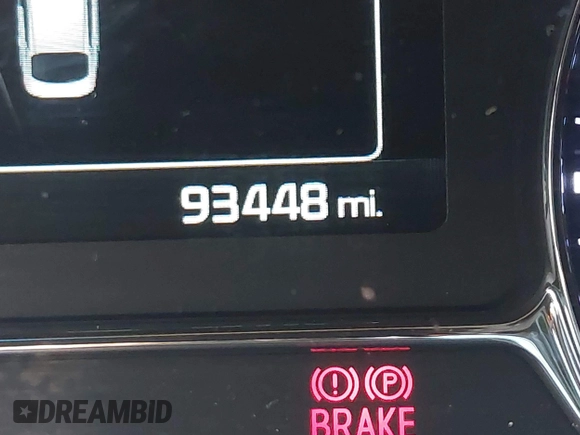 93448 mi.
(!) (P)
BRAKE
DREAMBID